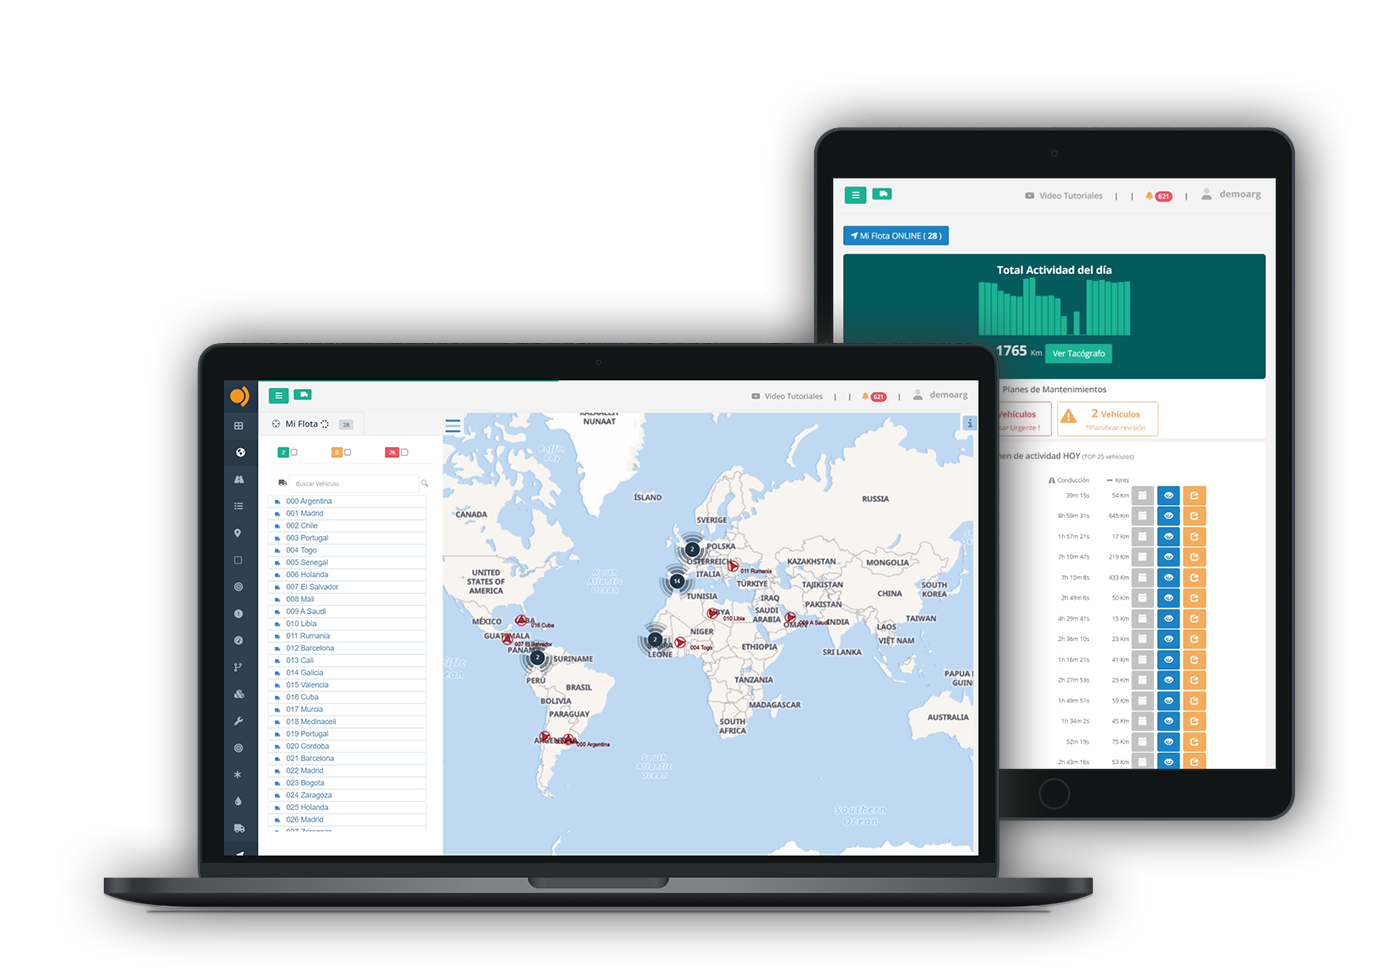 Video Tutoriales | | 621 | demoarg
Mi Flota ONLINE ( 28 )
Total Actividad del día
1765 Km Ver Tacógrafo
Planes de Mantenimientos
Vehículos
Urgente !
2 Vehículos
*Planificar revisión
de actividad HOY (TOP 25 vehículos)
Conducción Kmts
39m 15s 54 Km
8h 59m 31s 645 Km
1h 57m 21s 17 Km
7h 10m 47s 219 Km
7h 10m 8s 433 Km
2h 49m 6s 50 Km
4h 29m 41s 15 Km
2h 36m 10s 23 Km
1h 16m 21s 41 Km
2h 27m 53s 25 Km
1h 49m 51s 59 Km
1h 34m 2s 45 Km
52m 19s 75 Km
2h 43m 16s 53 Km
Video Tutoriales | | 621 | demoarg
Mi Flota 28
2 26
Buscar Vehículo
000 Argentina
001 Madrid
002 Chile
003 Portugal
004 Togo
005 Senegal
006 Holanda
007 El Salvador
008 Mali
009 A Saudi
010 Libia
011 Rumania
012 Barcelona
013 Cali
014 Galicia
015 Valencia
016 Cuba
017 Murcia
018 Medinaceli
019 Portugal
020 Cordoba
021 Barcelona
022 Madrid
023 Bogota
024 Zaragoza
025 Holanda
026 Madrid
027 Zaragoza
KALAALLIT
NUNAAT
Baffin
Bay
ÍSLAND
RUSSIA
CANADA
SVERIGE
2
POLSKA
ÖSTERREICH
KAZAKHSTAN
MONGOLIA
UNITED
STATES OF
AMERICA
North
Atlantic
Ocean
14
ITALIA
011 Rumania
TÜRKIYE
TAJIKISTAN
CHINA
SOUTH
KOREA
TUNISIA
IRAQ
PAKISTAN
MÉXICO
016 Cuba
010 Libia
SAUDI
ARABIA
OMAN
009 A Saudi
INDIA
TAIWAN
GUATEMALA
007 El Salvador
PANAMÁ
2
LEONE
NIGER
004 Togo
ETHIOPIA
LAOS
VIỆT NAM
SRI LANKA
2
SURINAME
PERÚ
BRASIL
TANZANIA
PAPUA
GUIN
BOLIVIA
PARAGUAY
MADAGASCAR
AUSTRALIA
SOUTH
AFRICA
ARGENTINA
000 Argentina
South
Atlantic
Ocean
Southern
Ocean